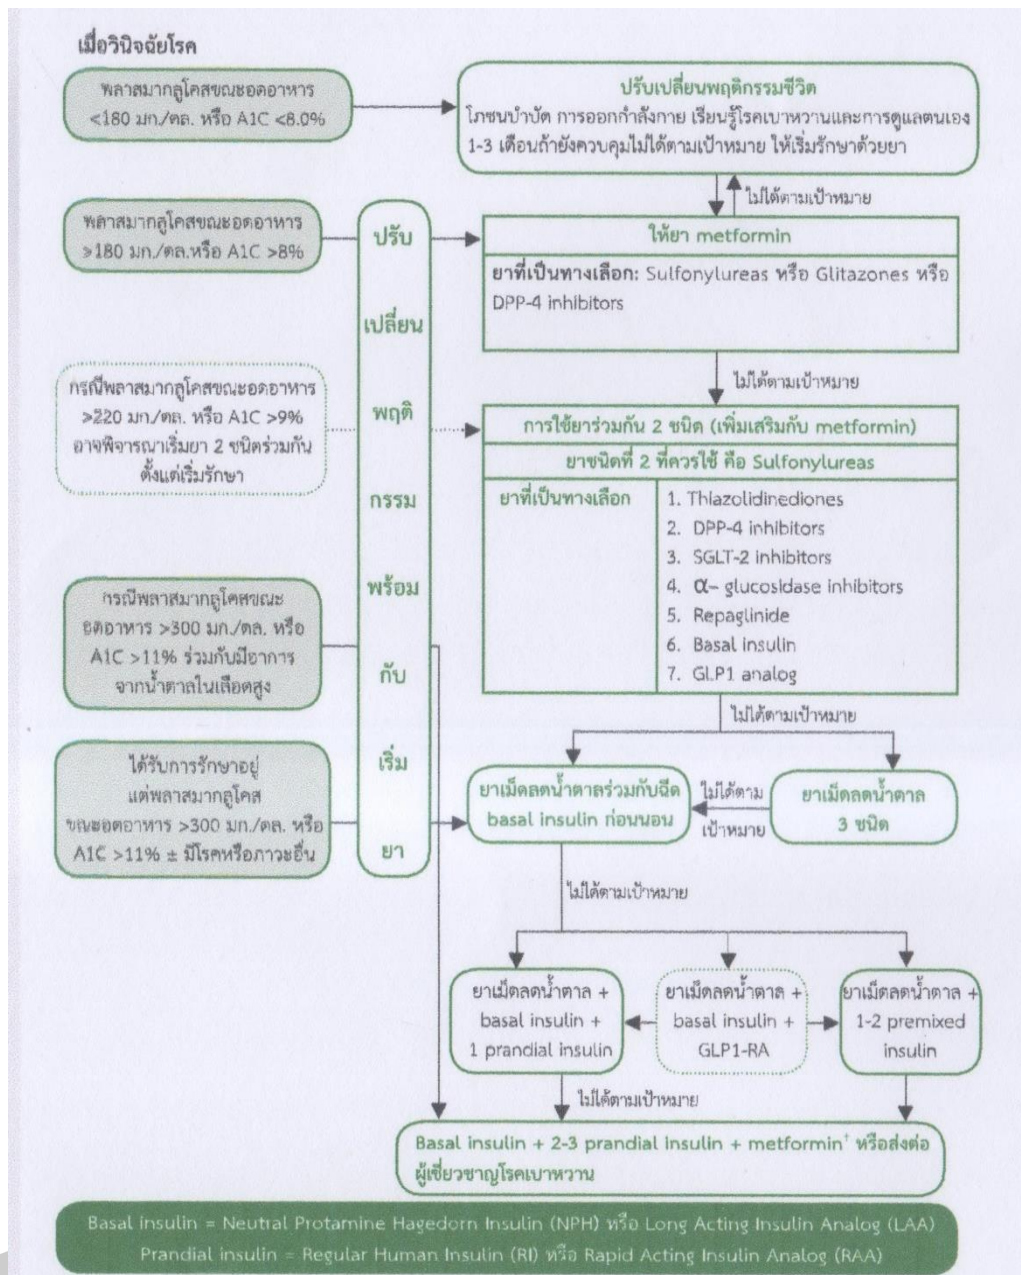 เมื่อวินิจฉัยโรค
พลาสมากลูโคสขณะอดอาหาร
<180 มก./ดล. หรือ A1C <8.0%
ปรับเปลี่ยนพฤติกรรมชีวิต
โภชนบำบัด การออกกำลังกาย เรียนรู้โรคเบาหวานและการดูแลตนเอง
1-3 เดือนถ้ายังควบคุมไม่ได้ตามเป้าหมาย ให้เริ่มรักษาด้วยยา
ไม่ได้ตามเป้าหมาย
พลาสมากลูโคสขณะอดอาหาร
>180 มก./ดล.หรือ A1C >8%
ให้ยา metformin
ยาที่เป็นทางเลือก: Sulfonylureas หรือ Glitazones หรือ
DPP-4 inhibitors
ไม่ได้ตามเป้าหมาย
ปรับ
เปลี่ยน
พฤติ
กรรม
พร้อม
กับ
เริ่ม
ยา
กรณีพลาสมากลูโคสขณะอดอาหาร
>220 มก./ดล. หรือ A1C >9%
อาจพิจารณาเริ่มยา 2 ชนิดร่วมกัน
ตั้งแต่เริ่มรักษา
การใช้ยาร่วมกัน 2 ชนิด (เพิ่มเสริมกับ metformin)
ยาชนิดที่ 2 ที่ควรใช้ คือ Sulfonylureas
ยาที่เป็นทางเลือก
1. Thiazolidinediones
2. DPP-4 inhibitors
3. SGLT-2 inhibitors
4. α- glucosidase inhibitors
5. Repaglinide
6. Basal insulin
7. GLP1 analog
ไม่ได้ตามเป้าหมาย
กรณีพลาสมากลูโคสขณะ
อดอาหาร >300 มก./ดล. หรือ
A1C >11% ร่วมกับมีอาการ
จากน้ำตาลในเลือดสูง
ได้รับการรักษาอยู่
แต่พลาสมากลูโคส
ขณะอดอาหาร >300 มก./ดล. หรือ
A1C >11% ± มีโรคหรือภาวะอื่น
ยาเม็ดลดน้ำตาลร่วมกับฉีด
basal insulin ก่อนนอน
ไม่ได้ตาม
เป้าหมาย
ยาเม็ดลดน้ำตาล
3 ชนิด
ไม่ได้ตามเป้าหมาย
ยาเม็ดลดน้ำตาล +
basal insulin +
1 prandial insulin
ยาเม็ดลดน้ำตาล +
basal insulin +
GLP1-RA
ยาเม็ดลดน้ำตาล +
1-2 premixed
insulin
ไม่ได้ตามเป้าหมาย
Basal insulin + 2-3 prandial insulin + metformin† หรือส่งต่อ
ผู้เชี่ยวชาญโรคเบาหวาน
Basal insulin = Neutral Protamine Hagedorn Insulin (NPH) หรือ Long Acting Insulin Analog (LAA)
Prandial insulin = Regular Human Insulin (RI) หรือ Rapid Acting Insulin Analog (RAA)